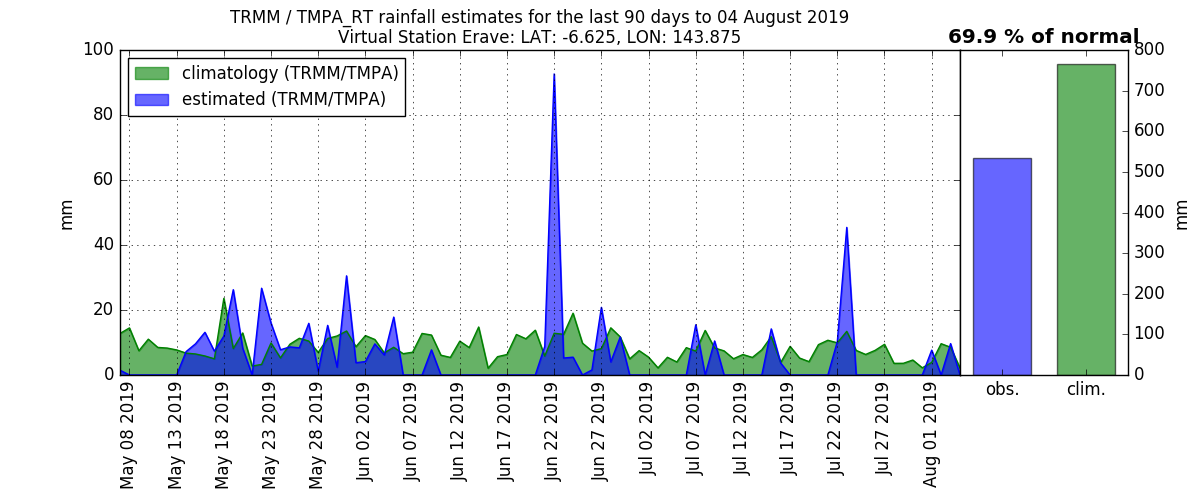 TRMM / TMPA_RT rainfall estimates for the last 90 days to 04 August 2019
Virtual Station Erave: LAT: -6.625, LON: 143.875
69.9 % of normal
climatology (TRMM/TMPA)
estimated (TRMM/TMPA)
100
80
60
40
20
0
mm
May 08 2019
May 13 2019
May 18 2019
May 23 2019
May 28 2019
Jun 02 2019
Jun 07 2019
Jun 12 2019
Jun 17 2019
Jun 22 2019
Jun 27 2019
Jul 02 2019
Jul 07 2019
Jul 12 2019
Jul 17 2019
Jul 22 2019
Jul 27 2019
Aug 01 2019
800
700
600
500
400
300
200
100
0
mm
obs.
clim.